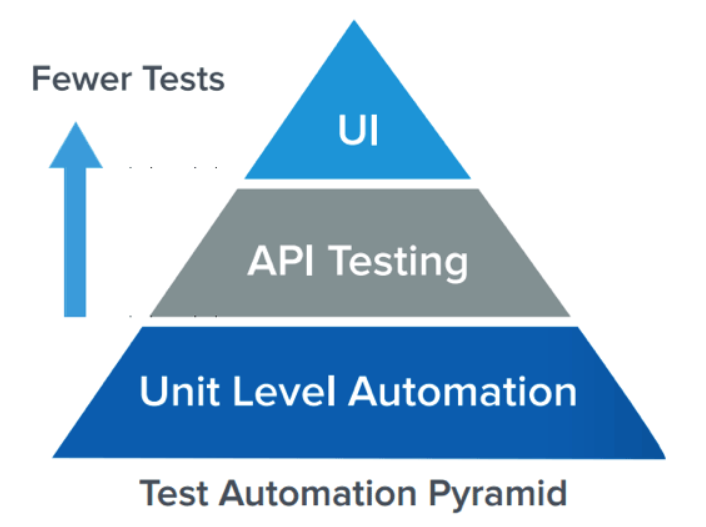 Fewer Tests
UI
API Testing
Unit Level Automation
Test Automation Pyramid